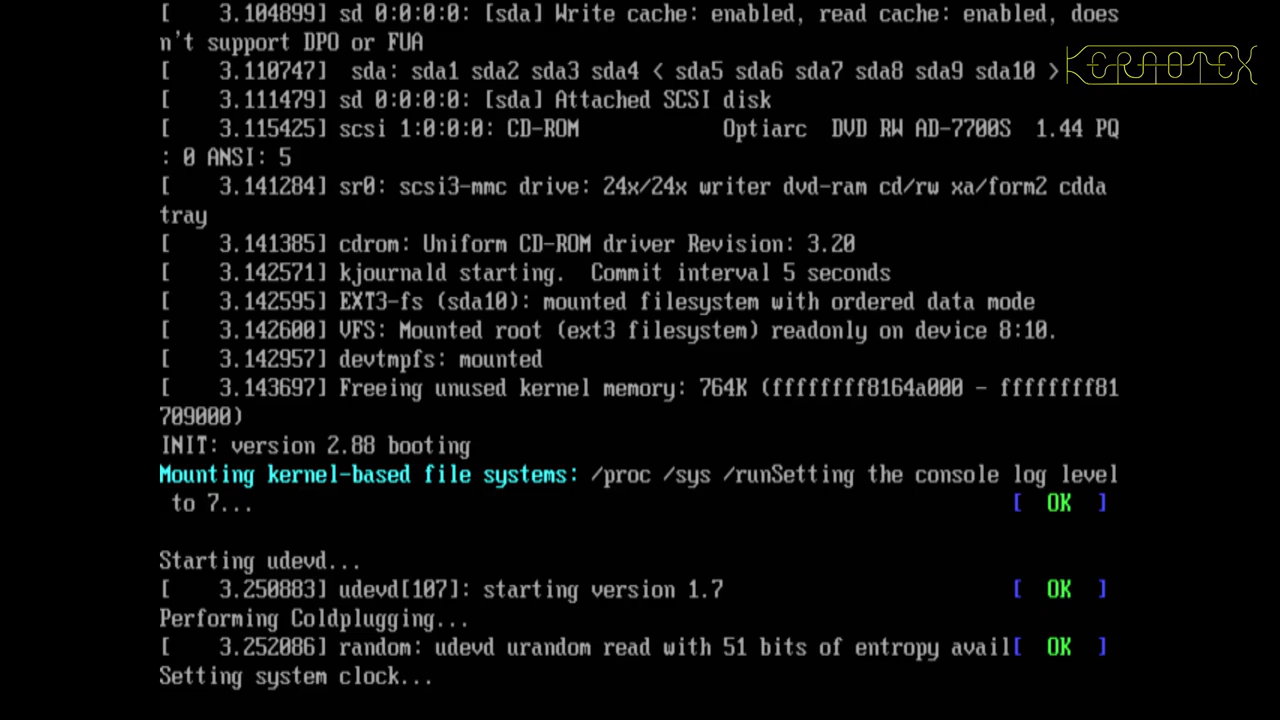 [    3.104899] sd 0:0:0:0: [sda] Write cache: enabled, read cache: enabled, does
n't support DPO or FUA
[    3.110747]  sda: sda1 sda2 sda3 sda4 < sda5 sda6 sda7 sda8 sda9 sda10 >
KERNOTEX
[    3.111479] sd 0:0:0:0: [sda] Attached SCSI disk
[    3.115425] scsi 1:0:0:0: CD-ROM            Optiarc  DVD RW AD-7700S  1.44 PQ
: 0 ANSI: 5
[    3.141284] sr0: scsi3-mmc drive: 24x/24x writer dvd-ram cd/rw xa/form2 cdda
tray
[    3.141385] cdrom: Uniform CD-ROM driver Revision: 3.20
[    3.142571] kjournald starting.  Commit interval 5 seconds
[    3.142595] EXT3-fs (sda10): mounted filesystem with ordered data mode
[    3.142600] VFS: Mounted root (ext3 filesystem) readonly on device 8:10.
[    3.142957] devtmpfs: mounted
[    3.143697] Freeing unused kernel memory: 764K (ffffffff8164a000 - ffffffff81
709000)
INIT: version 2.88 booting
Mounting kernel-based file systems: /proc /sys /runSetting the console log level
 to 7...                                                               [  OK  ]
Starting udevd...
[    3.250883] udevd[107]: starting version 1.7                        [  OK  ]
Performing Coldplugging...
[    3.252086] random: udevd urandom read with 51 bits of entropy avail[  OK  ]
Setting system clock...